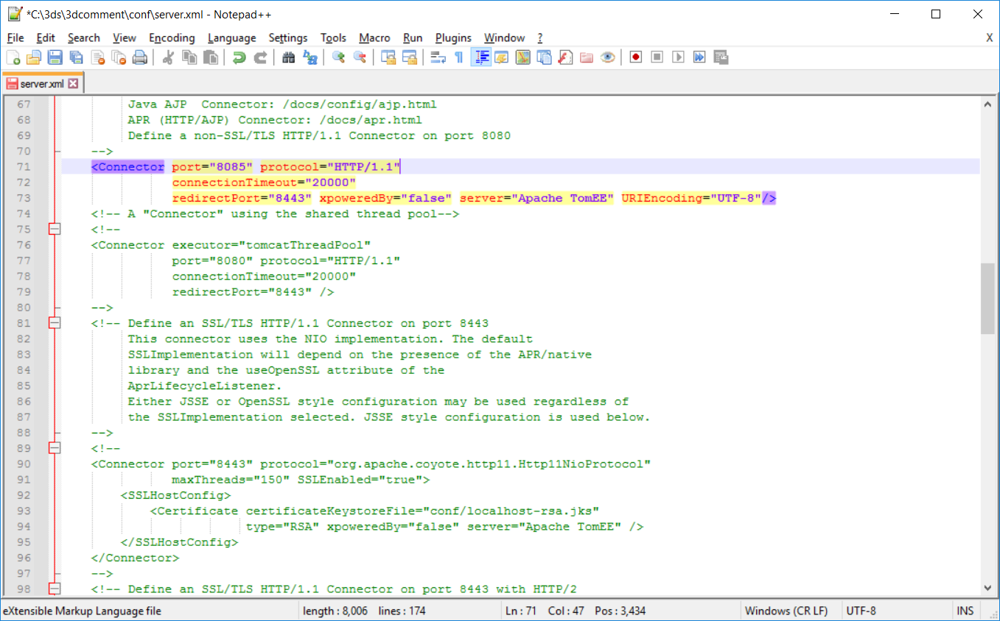 *C:\3ds\3dcomment\conf\server.xml - Notepad++
File Edit Search View Encoding Language Settings Tools Macro Run Plugins Window ? X
server.xml
67 Java AJP  Connector: /docs/config/ajp.html
68 APR (HTTP/AJP) Connector: /docs/apr.html
69 Define a non-SSL/TLS HTTP/1.1 Connector on port 8080
70 -->
71 <Connector port="8085" protocol="HTTP/1.1"
72 connectionTimeout="20000"
73 redirectPort="8443" xpoweredBy="false" server="Apache TomEE" URIEncoding="UTF-8"/>
74 <!-- A "Connector" using the shared thread pool-->
75 <!--
76 <Connector executor="tomcatThreadPool"
77 port="8080" protocol="HTTP/1.1"
78 connectionTimeout="20000"
79 redirectPort="8443" />
80 -->
81 <!-- Define an SSL/TLS HTTP/1.1 Connector on port 8443
82 This connector uses the NIO implementation. The default
83 SSLImplementation will depend on the presence of the APR/native
84 library and the useOpenSSL attribute of the
85 AprLifecycleListener.
86 Either JSSE or OpenSSL style configuration may be used regardless of
87 the SSLImplementation selected. JSSE style configuration is used below.
88 -->
89 <!--
90 <Connector port="8443" protocol="org.apache.coyote.http11.Http11NioProtocol"
91 maxThreads="150" SSLEnabled="true">
92 <SSLHostConfig>
93 <Certificate certificateKeystoreFile="conf/localhost-rsa.jks"
94 type="RSA" xpoweredBy="false" server="Apache TomEE" />
95 </SSLHostConfig>
96 </Connector>
97 -->
98 <!-- Define an SSL/TLS HTTP/1.1 Connector on port 8443 with HTTP/2
eXtensible Markup Language file length : 8,006 lines : 174 Ln : 71 Col : 47 Pos : 3,434 Windows (CR LF) UTF-8 INS